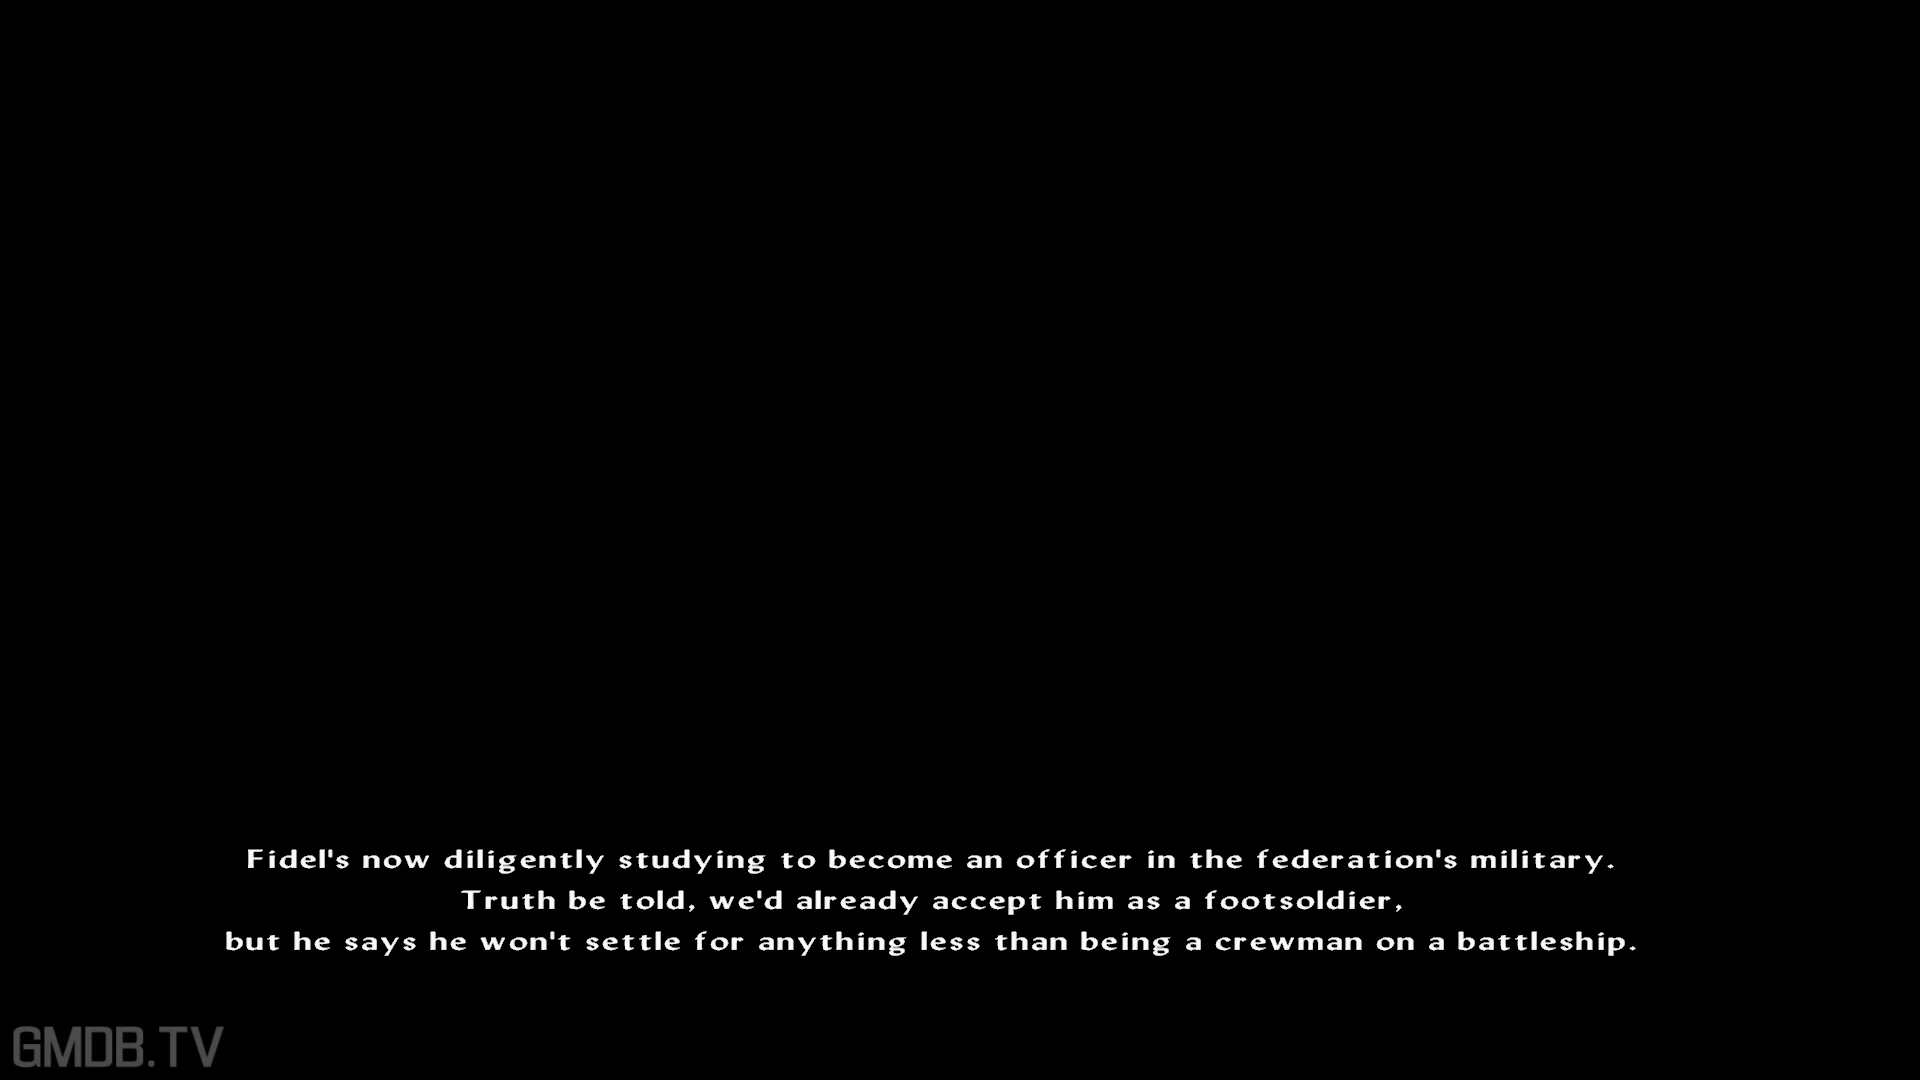 Fidel's now diligently studying to become an officer in the federation's military.
Truth be told, we'd already accept him as a footsoldier,
but he says he won't settle for anything less than being a crewman on a battleship.
GMDB.TV